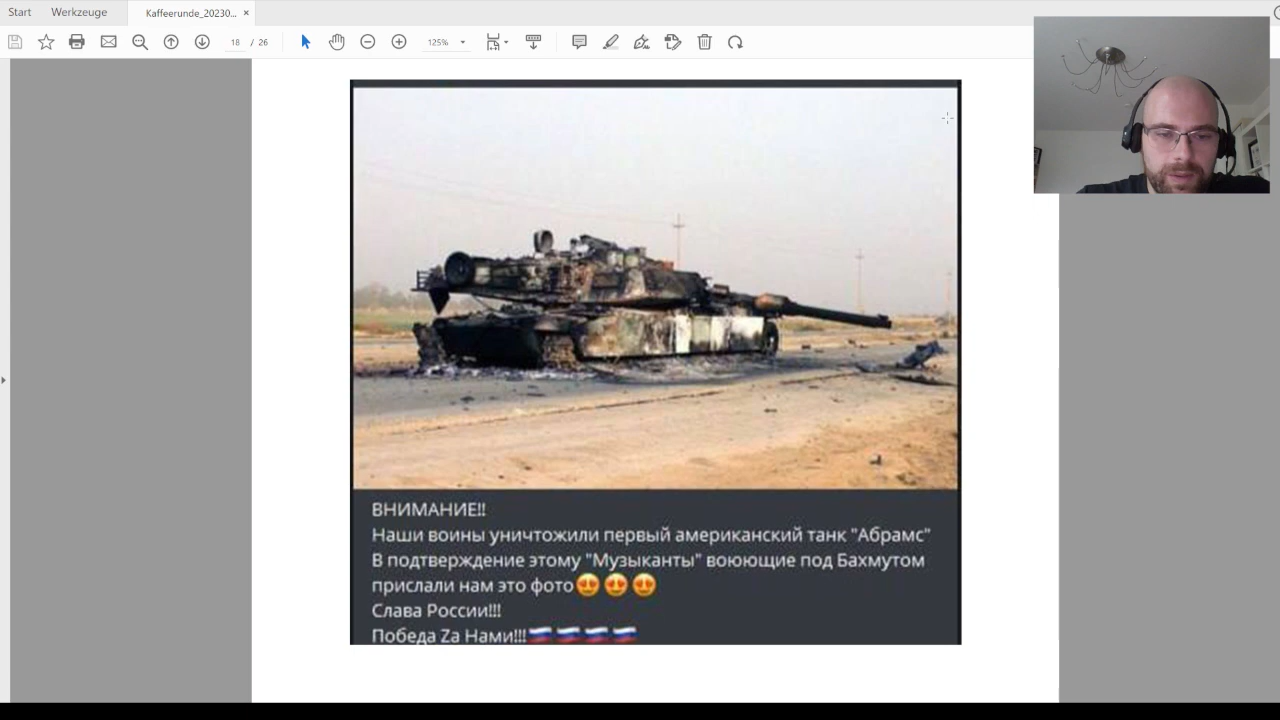 Start Werkzeuge Kaffeerunde_20230... ×
18 / 26 125%
ВНИМАНИЕ!!
Наши воины уничтожили первый американский танк "Абрамс"
В подтверждение этому "Музыканты" воюющие под Бахмутом
прислали нам это фото😍😍😍
Слава России!!!
Победа Zа Нами!!!🇷🇺🇷🇺🇷🇺🇷🇺